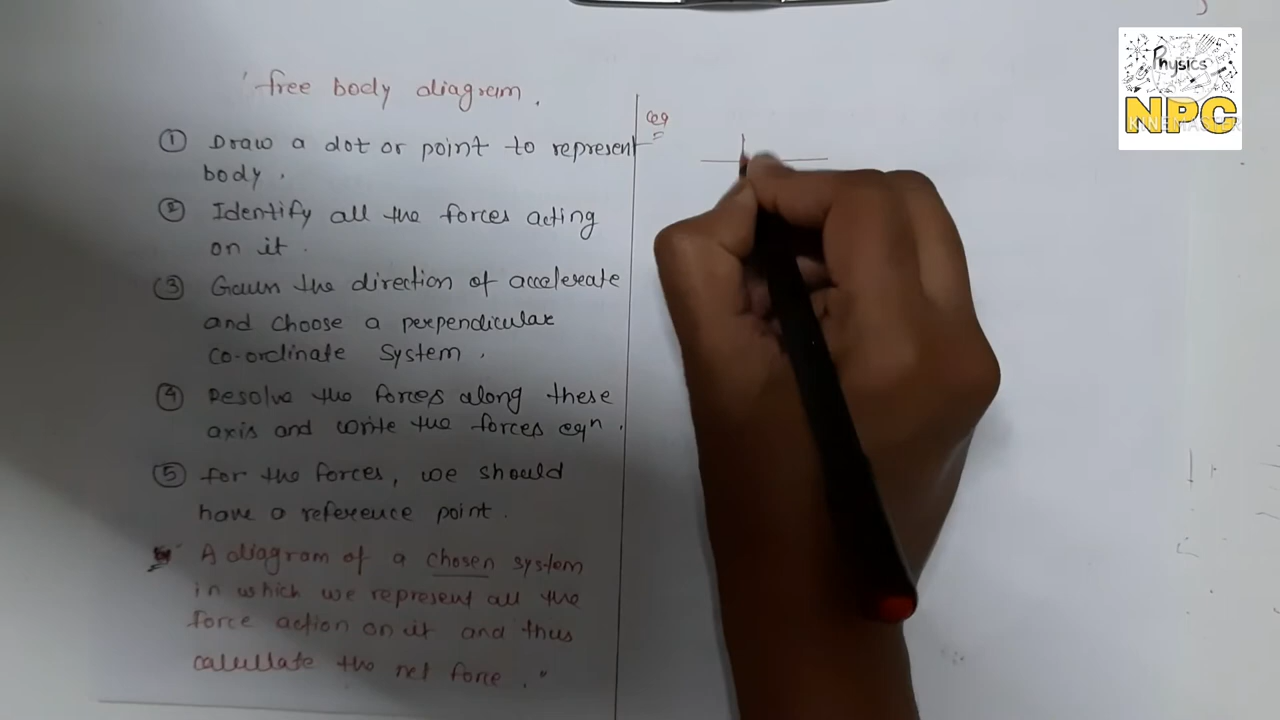 ' free body diagram.
① Draw a dot or point to represent
body.
② Identify all the forces acting
on it.
③ the direction of accelerate
and choose a perpendicular
co-ordinate system.
④ Resolve the forces along these
axis and write the forces eqⁿ.
⑤ for the forces, we should
have a reference point.
" A diagram of a chosen system
in which we represent all the
force action on it and thus
calullate the net force. "
eq
Physics
NPC